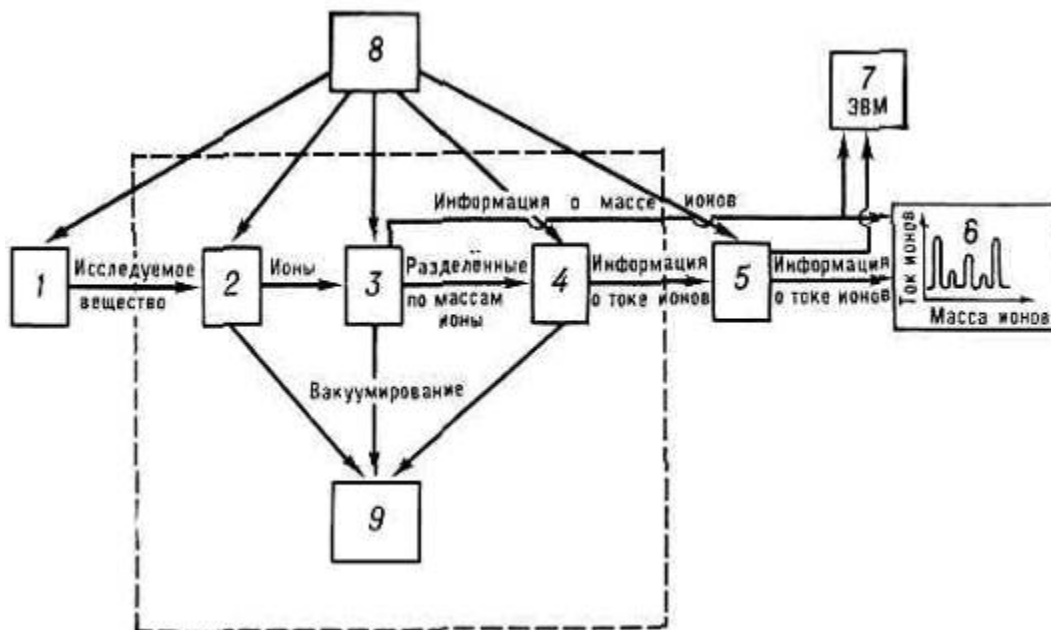 8
7
ЭВМ
Информация о массе ионов
1
Исследуемое
вещество
2
Ионы
3
Разделённые
по массам
ионы
4
Информация
о токе ионов
5
Информация
о токе ионов
6
Ток ионов
Масса ионов
Вакуумирование
9